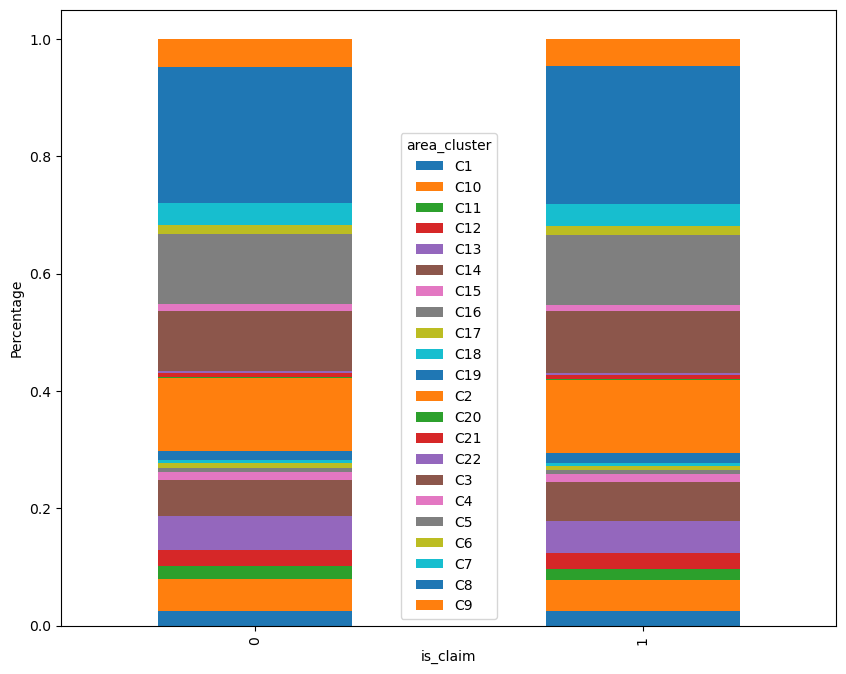 1.0
0.8
0.6
0.4
0.2
0.0
Percentage
area_cluster
C1
C10
C11
C12
C13
C14
C15
C16
C17
C18
C19
C2
C20
C21
C22
C3
C4
C5
C6
C7
C8
C9
0
1
is_claim